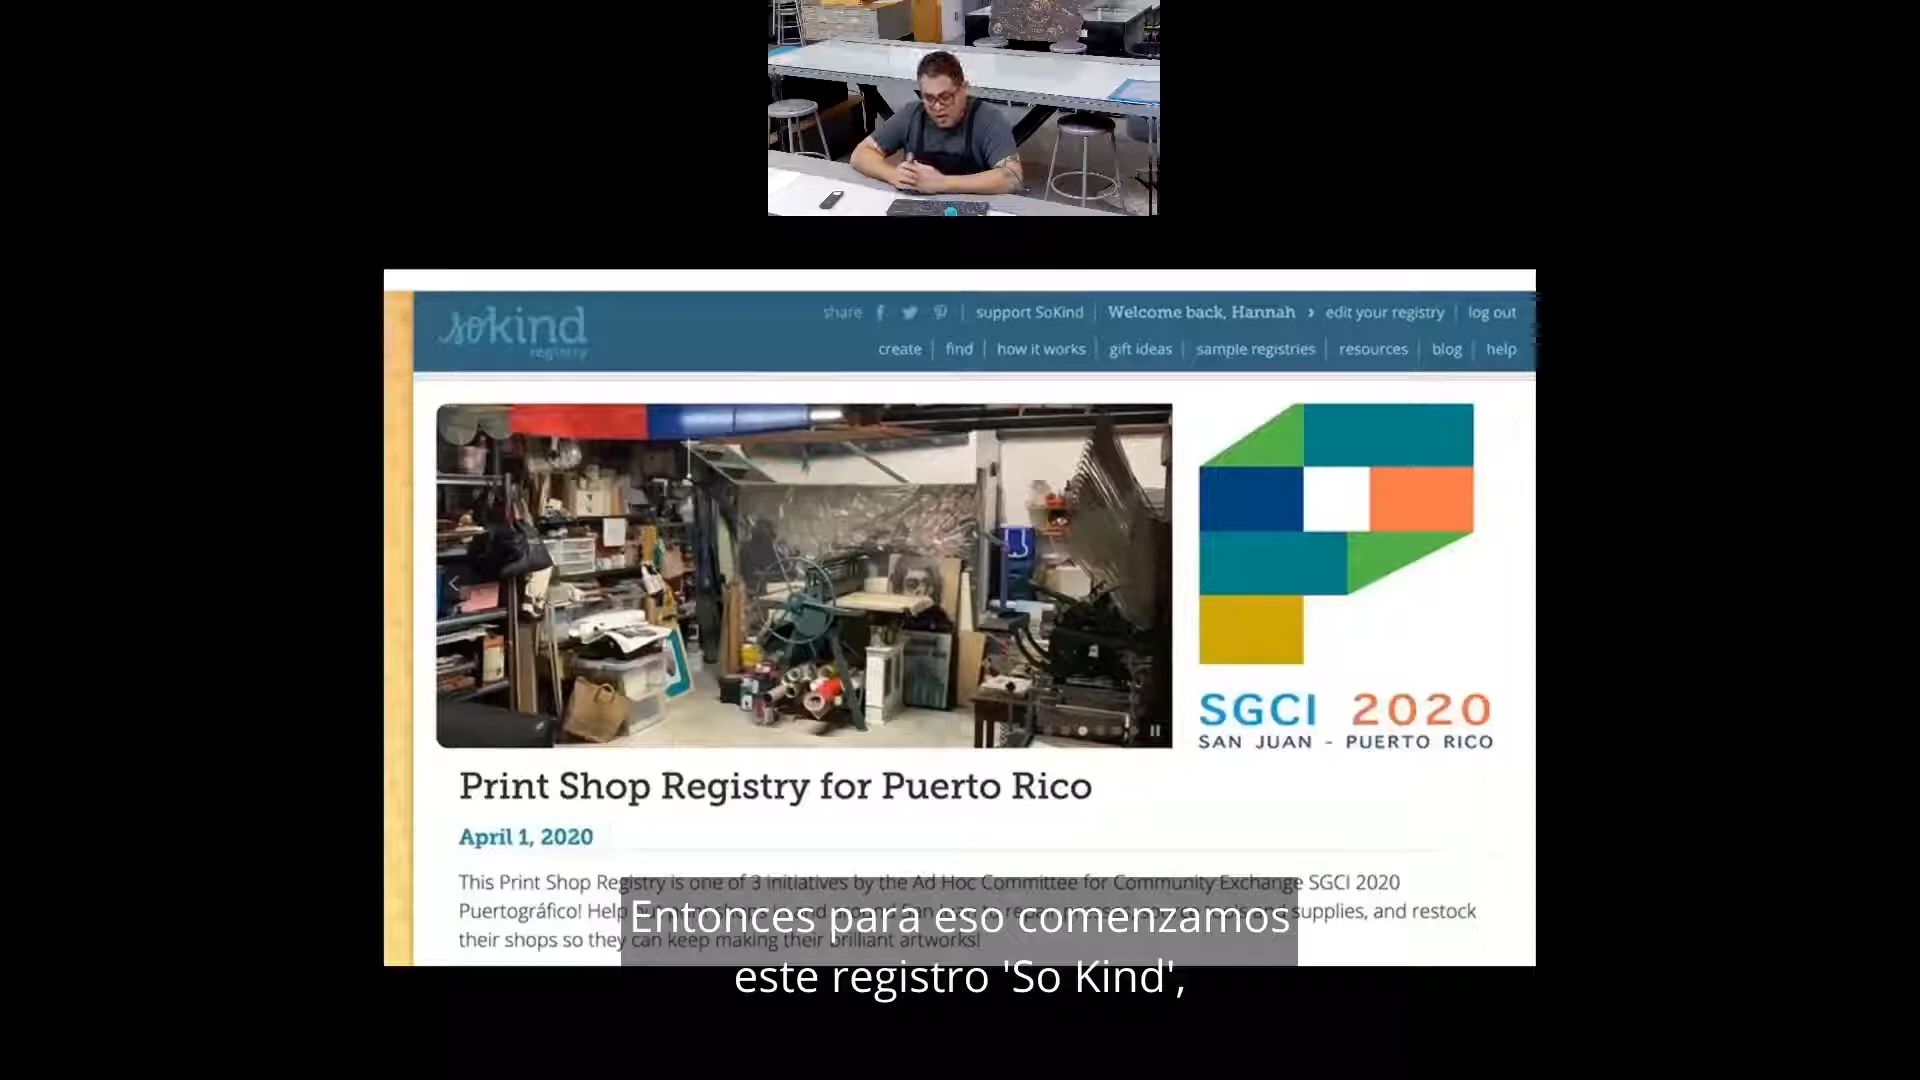 sokind
registry
share | support SoKind | Welcome back, Hannah › edit your registry | log out
create | find | how it works | gift ideas | sample registries | resources | blog | help
SGCI 2020
SAN JUAN - PUERTO RICO
Print Shop Registry for Puerto Rico
April 1, 2020
This Print Shop Registry is one of 3 initiatives by the Ad Hoc Committee for Community Exchange SGCI 2020
Puertográfico! Help supplies, and restock
their shops so they can keep making their brilliant artworks!
Entonces para eso comenzamos
este registro 'So Kind',